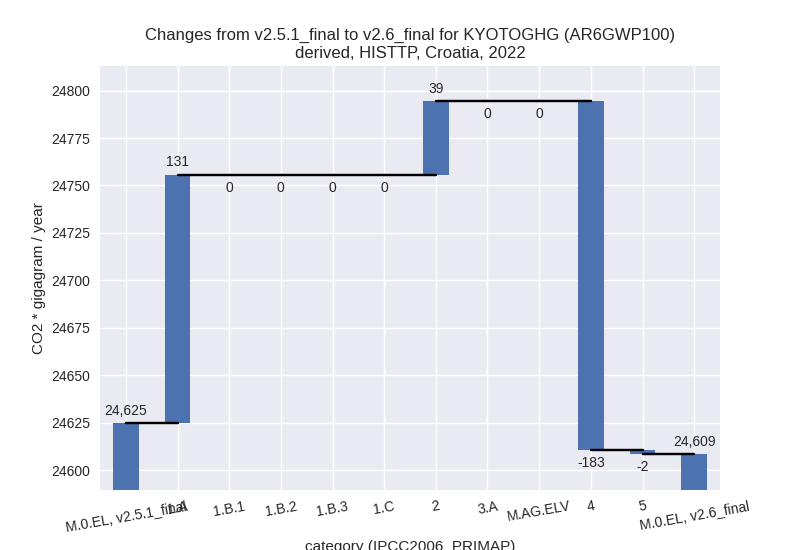 Changes from v2.5.1_final to v2.6_final for KYOTOGHG (AR6GWP100)
derived, HISTTP, Croatia, 2022
CO2 * gigagram / year
24800
24775
24750
24725
24700
24675
24650
24625
24600
24,625
131
0
0
0
0
39
0
0
-183
-2
24,609
M.0.EL, v2.5.1_final
1.A
1.B.1
1.B.2
1.B.3
1.C
2
3.A
M.AG.ELV
4
5
M.0.EL, v2.6_final
category (IPCC2006_PRIMAP)